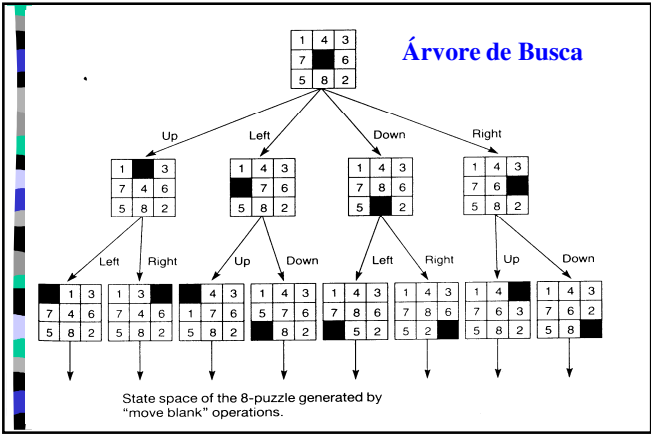 Árvore de Busca
1 4 3
7 6
5 8 2
Up Left Down Right
1 3
7 4 6
5 8 2
1 4 3
7 6
5 8 2
1 4 3
7 8 6
5 2
1 4 3
7 6
5 8 2
Left Right Up Down Left Right Up Down
1 3
7 4 6
5 8 2
1 3
7 4 6
5 8 2
4 3
1 7 6
5 8 2
1 4 3
5 7 6
8 2
1 4 3
7 8 6
5 2
1 4 3
7 8 6
5 2
1 4
7 6 3
5 8 2
1 4 3
7 6 2
5 8
State space of the 8-puzzle generated by
“move blank” operations.